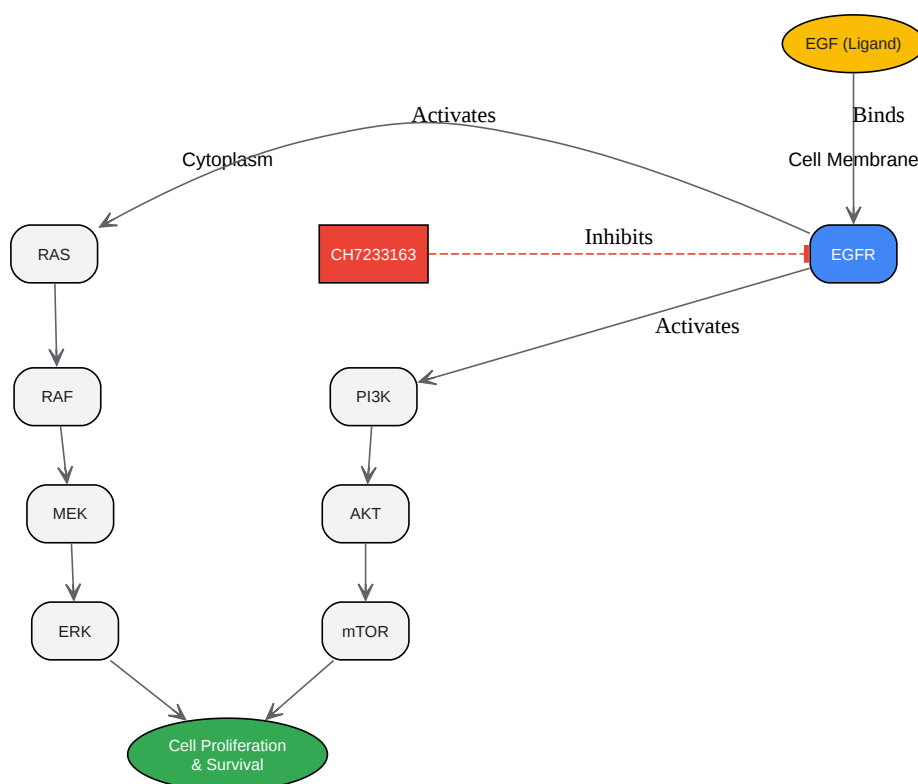 EGF (Ligand)
Activates
Binds
Cytoplasm
Cell Membrane
RAS
CH7233163
Inhibits
EGFR
Activates
RAF
PI3K
MEK
AKT
ERK
mTOR
Cell Proliferation
& Survival